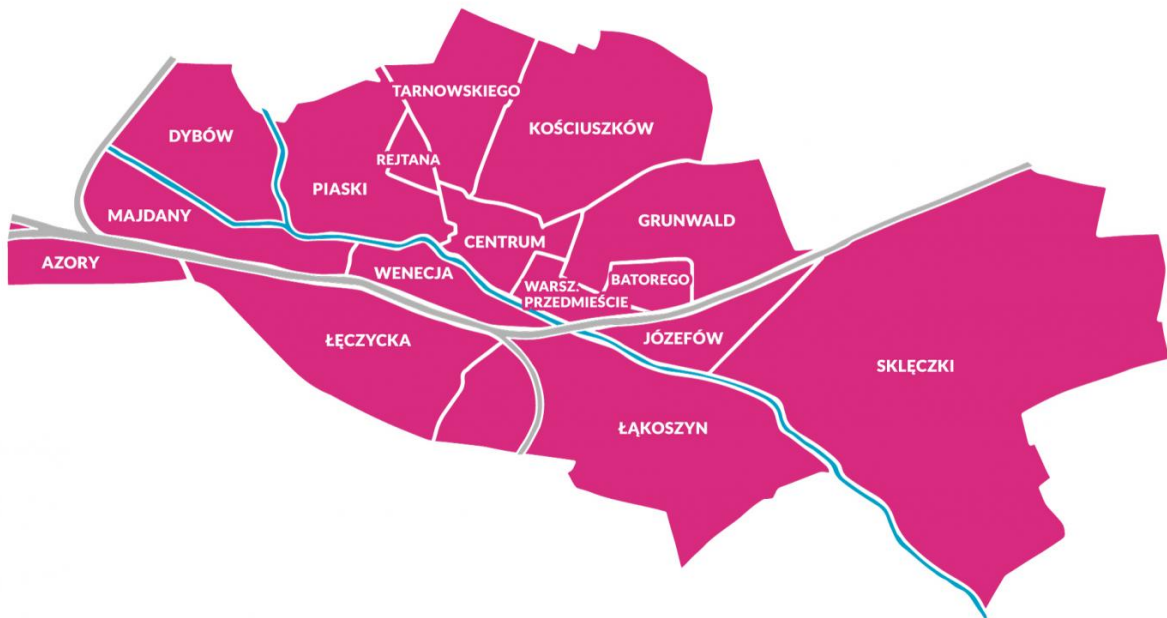 TARNOWSKIEGO
KOŚCIUSZKÓW
DYBÓW
REJTANA
PIASKI
MAJDANY
GRUNWALD
CENTRUM
AZORY
WENECJA
BATOREGO
WARSZ.
PRZEDMIEŚCIE
ŁĘCZYCKA
JÓZEFÓW
SKLĘCZKI
ŁĄKOSZYN